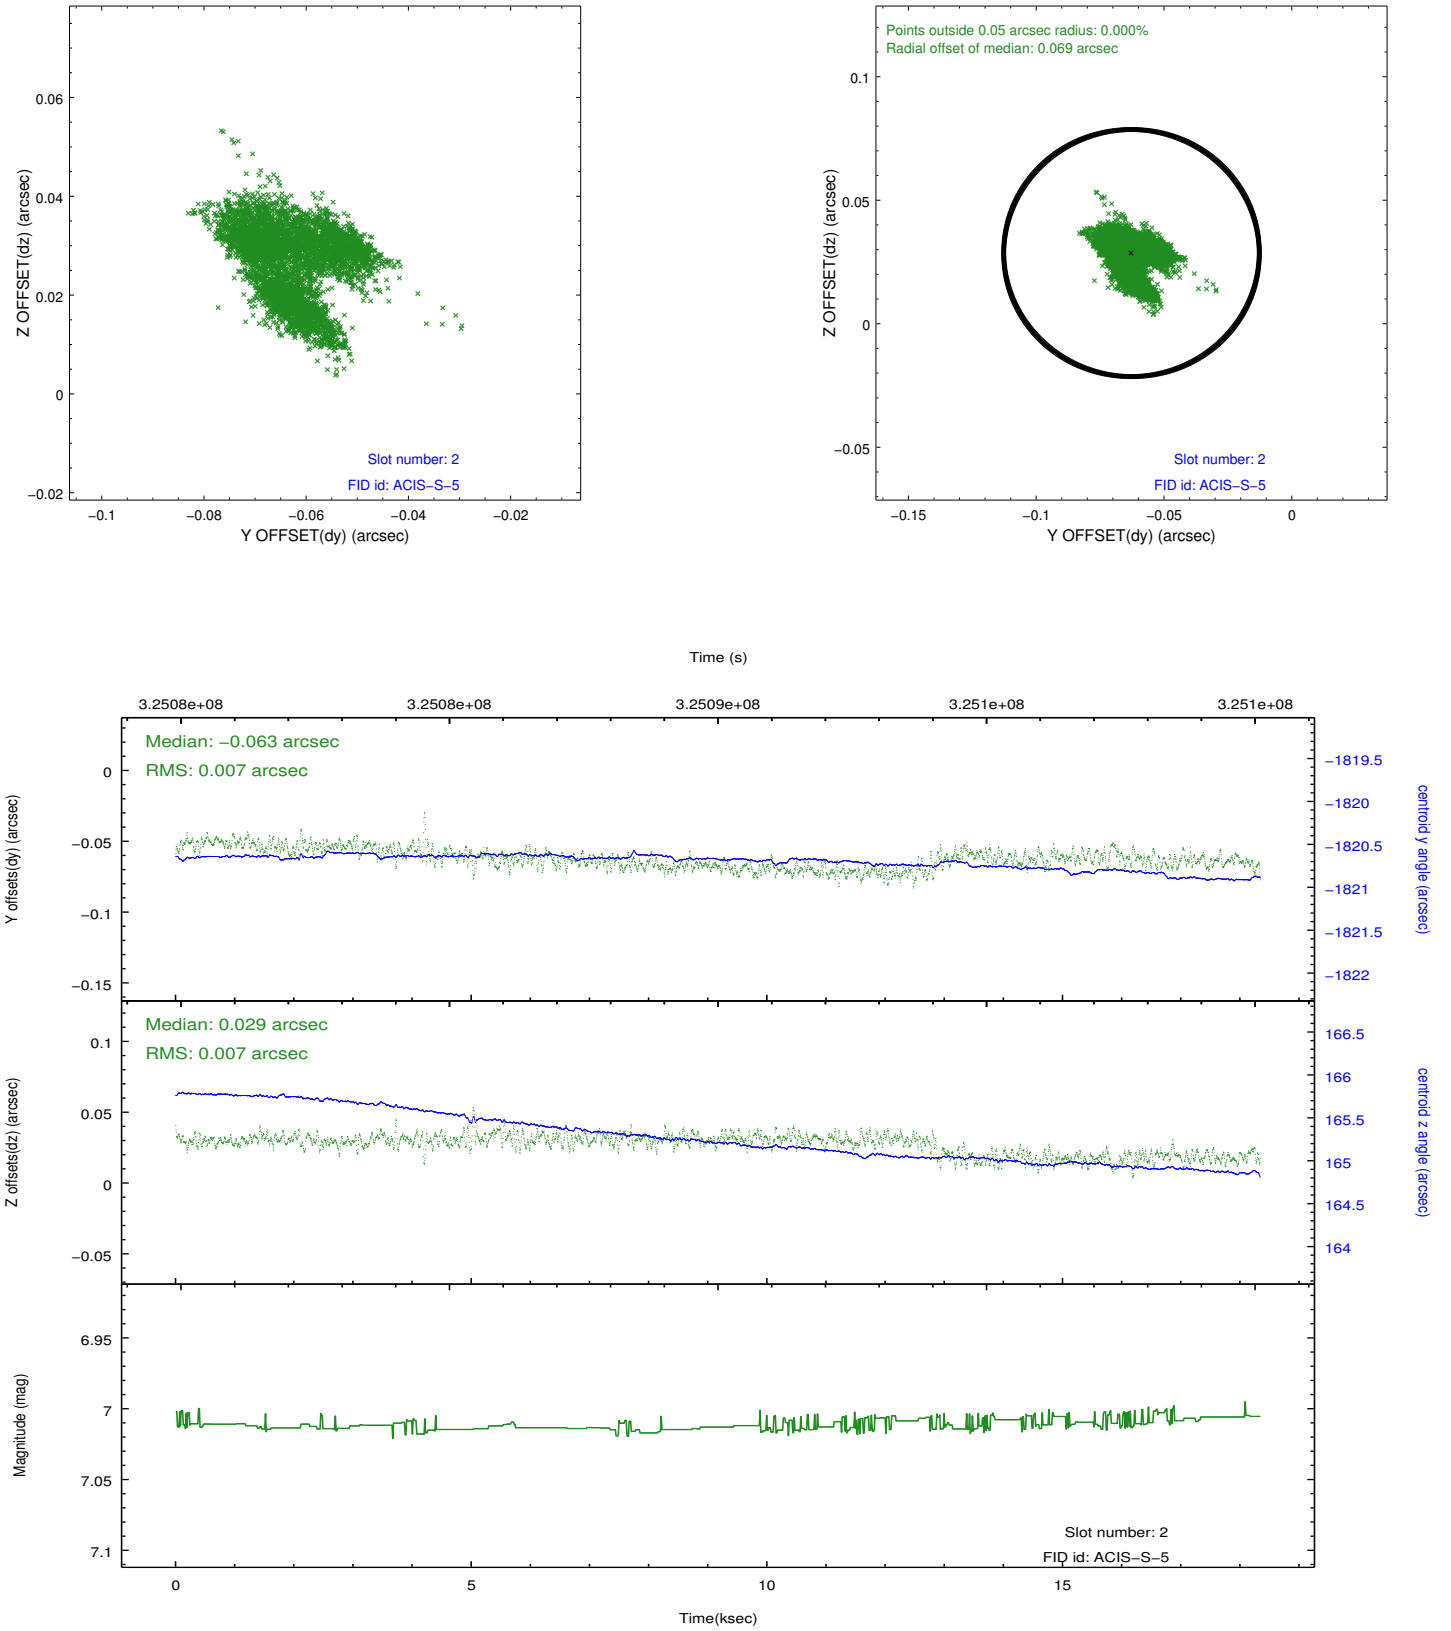 0.06
0.04
0.02
0
−0.02
Z OFFSET(dz) (arcsec)
Slot number: 2
FID id: ACIS−S−5
−0.1
−0.08
−0.06
−0.04
−0.02
Y OFFSET(dy) (arcsec)
Points outside 0.05 arcsec radius: 0.000%
Radial offset of median: 0.069 arcsec
0.1
0.05
0
−0.05
Z OFFSET(dz) (arcsec)
Slot number: 2
FID id: ACIS−S−5
−0.15
−0.1
−0.05
0
Y OFFSET(dy) (arcsec)
Time (s)
3.2508e+08
3.2508e+08
3.2509e+08
3.251e+08
3.251e+08
Median: −0.063 arcsec
RMS: 0.007 arcsec
0
−0.05
−0.1
−0.15
Y offsets(dy) (arcsec)
−1819.5
−1820
−1820.5
−1821
−1821.5
−1822
centroid y angle (arcsec)
Median: 0.029 arcsec
RMS: 0.007 arcsec
0.1
0.05
0
−0.05
Z offsets(dz) (arcsec)
166.5
166
165.5
165
164.5
164
centroid z angle (arcsec)
6.95
7
7.05
7.1
Magnitude (mag)
Slot number: 2
FID id: ACIS−S−5
0
5
10
15
Time(ksec)